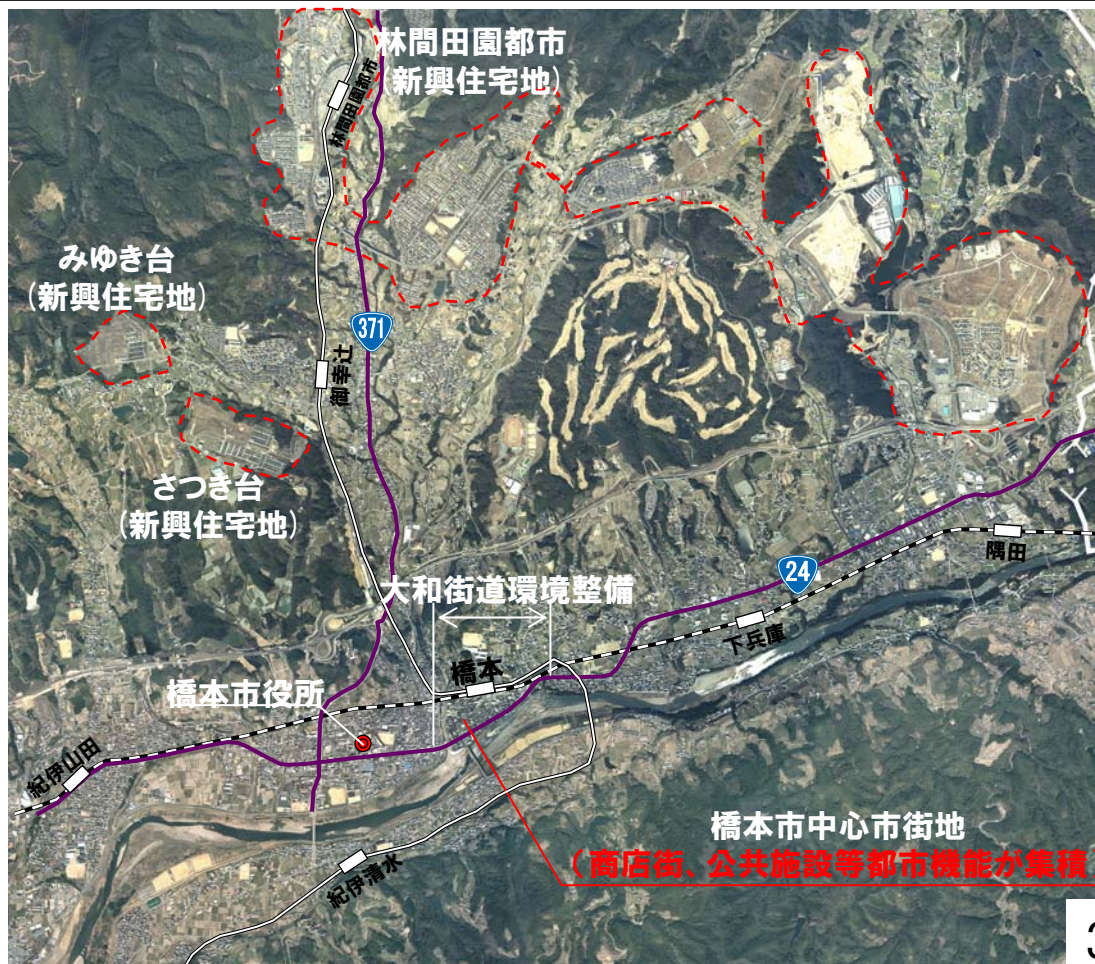 林間田園都市
(新興住宅地)
林間田園都市
みゆき台
(新興住宅地)
371
御幸辻
さつき台
(新興住宅地)
24
隅田
大和街道環境整備
下兵庫
橋本
橋本市役所
紀伊山田
橋本市中心市街地
(商店街、公共施設等都市機能が集積)
紀伊清水
3